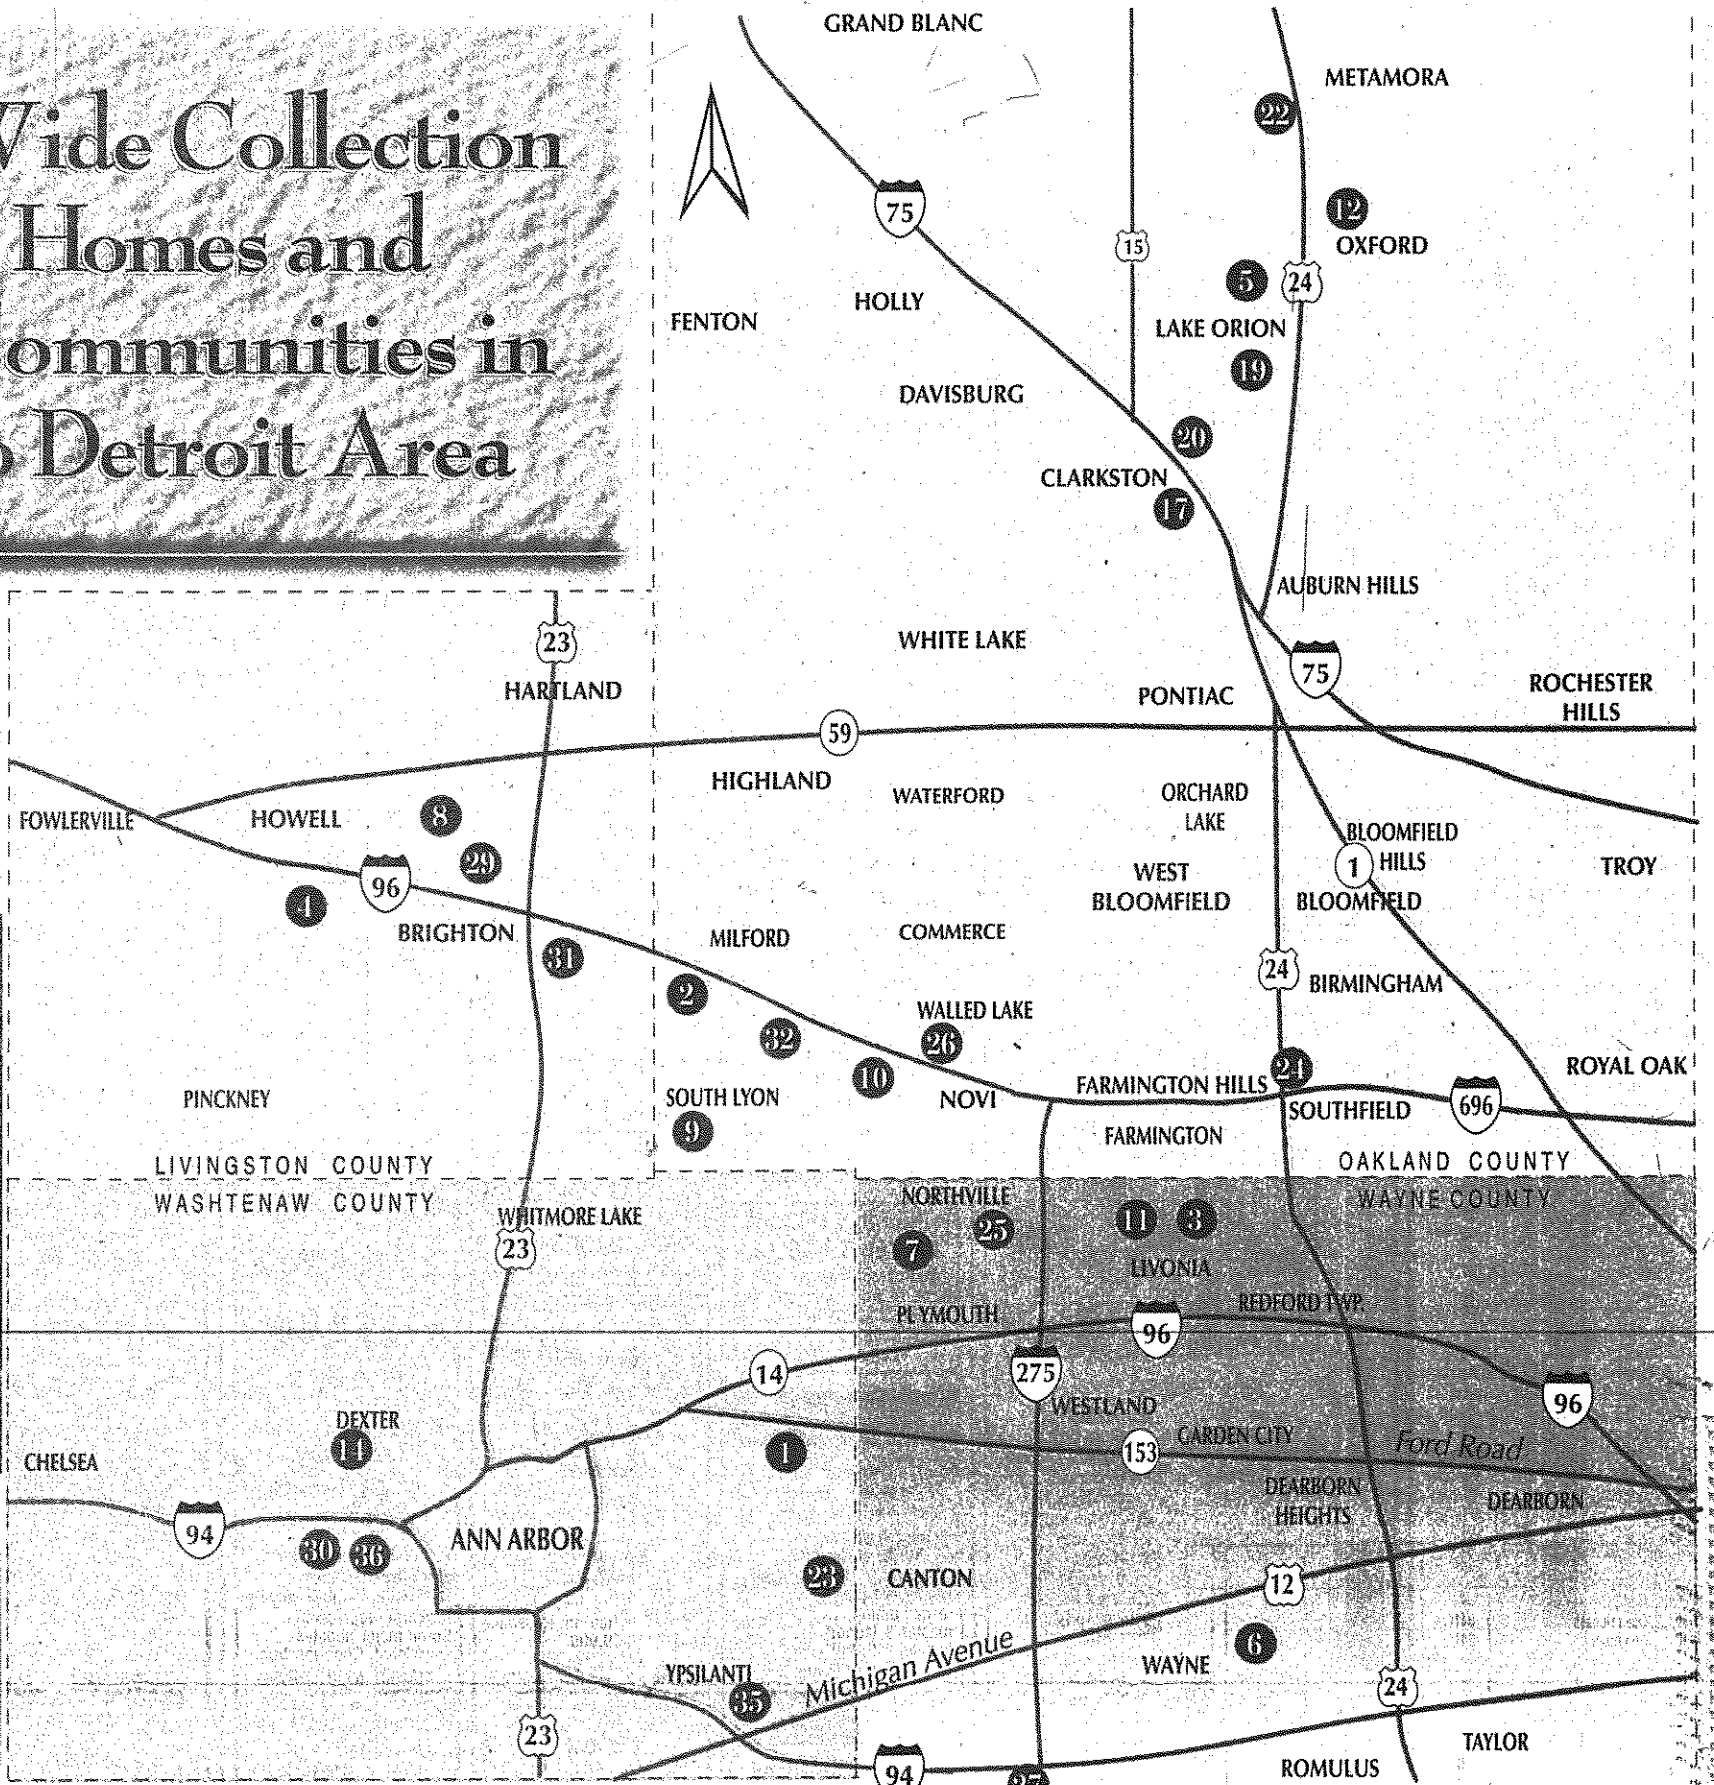 GRAND BLANC
METAMORA
22
ide Collection
Homes and
ommunities in
Detroit Area
75
15
12
OXFORD
5
24
HOLLY
FENTON
LAKE ORION
19
DAVISBURG
20
CLARKSTON
17
AUBURN HILLS
23
WHITE LAKE
75
HARTLAND
PONTIAC
ROCHESTER
HILLS
59
HIGHLAND
WATERFORD
ORCHARD
LAKE
FOWLERVILLE
HOWELL
8
BLOOMFIELD
HILLS
1
29
96
4
WEST
BLOOMFIELD
TROY
BLOOMFIELD
BRIGHTON
MILFORD
COMMERCE
31
24
BIRMINGHAM
2
WALLED LAKE
32
26
10
24
ROYAL OAK
PINCKNEY
SOUTH LYON
NOVI
FARMINGTON HILLS
SOUTHFIELD
696
9
FARMINGTON
LIVINGSTON COUNTY
OAKLAND COUNTY
WASHTENAW COUNTY
WAYNE COUNTY
NORTHVILLE
WHITMORE LAKE
25
11
3
23
7
LIVONIA
PLYMOUTH
REDFORD TWP.
96
14
275
WESTLAND
96
DEXTER
14
1
GARDEN CITY
153
Ford Road
CHELSEA
DEARBORN
HEIGHTS
DEARBORN
94
30
36
ANN ARBOR
23
CANTON
12
Michigan Avenue
6
WAYNE
YPSILANTI
35
24
23
TAYLOR
94
ROMULUS